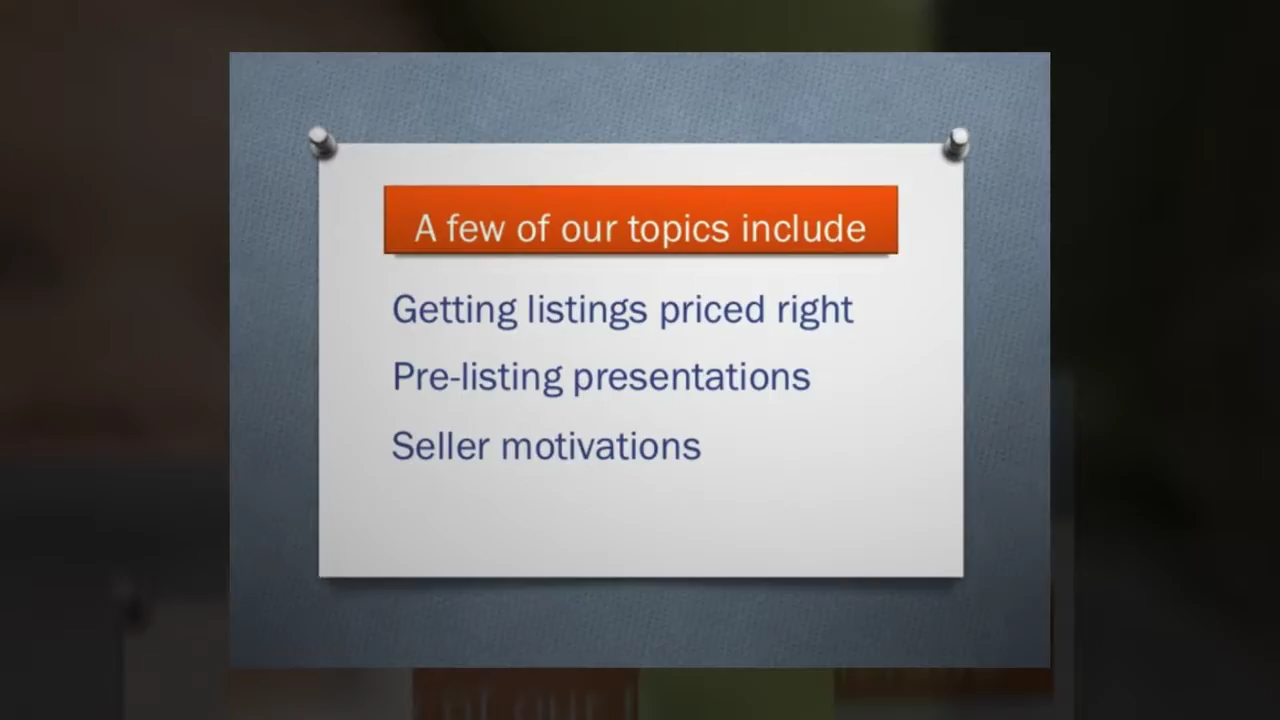 A few of our topics include
Getting listings priced right
Pre-listing presentations
Seller motivations